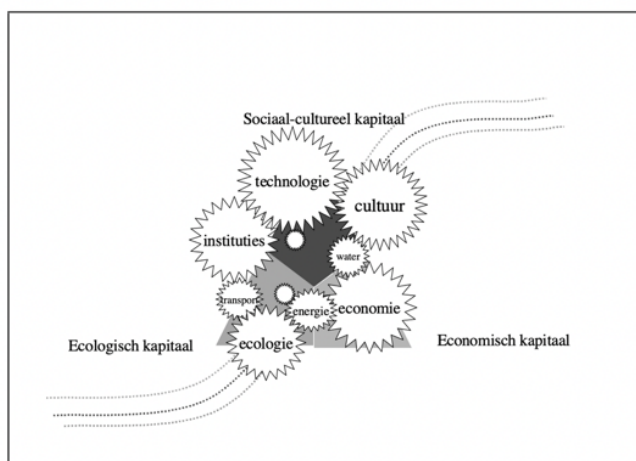 Sociaal-cultureel kapitaal
technologie
cultuur
instituties
water
transport
energie
economie
ecologie
Ecologisch kapitaal
Economisch kapitaal